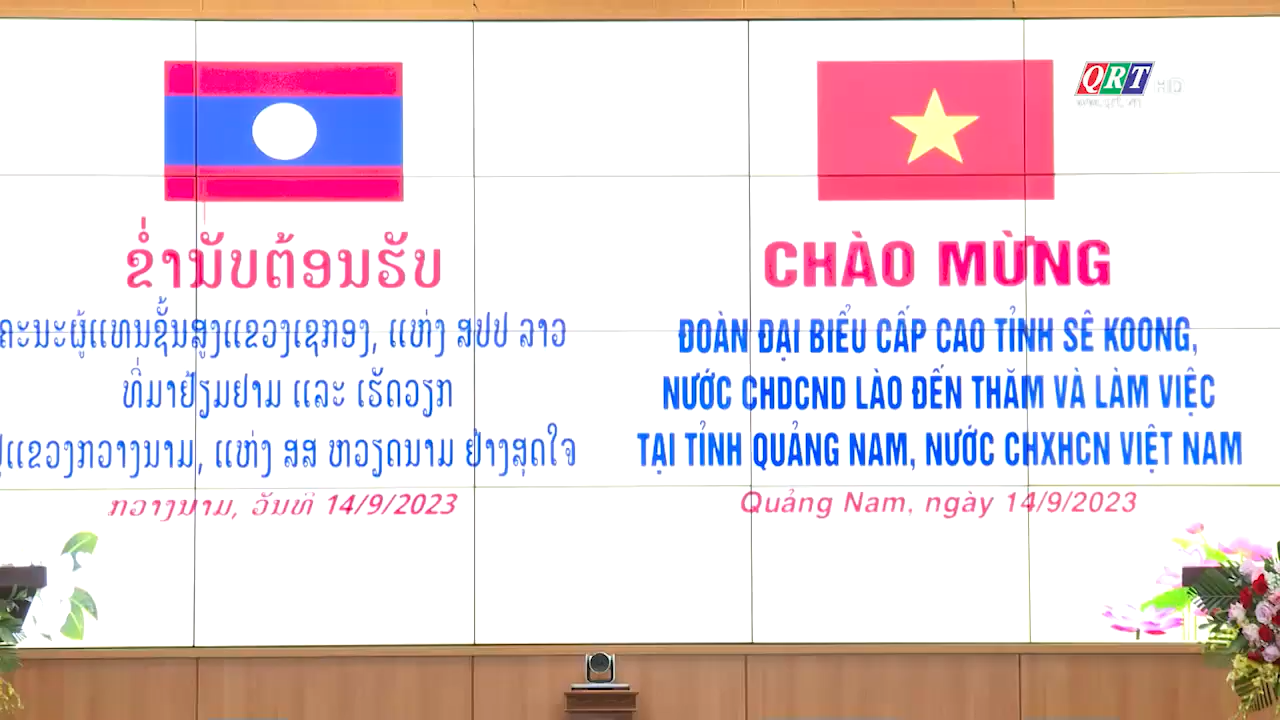 ຂໍ່ານັບຕ້ອນຮັບ
ຄະນະຜູ້ແທນຊັ້ນສູງແຂວງເຊກອງ, ແຫ່ງ ສປປ ລາວ
ທີ່ມາຢ້ຽມຢາມ ແລະ ເຮັດວຽກ
ແຂວງກວາງນາມ, ແຫ່ງ ສສ ຫວຽດນາມ ຢ່າງສຸດໃຈ
ກວາງນາມ, ວັນທີ 14/9/2023
CHÀO MỪNG
ĐOÀN ĐẠI BIỂU CẤP CAO TỈNH SÊ KOONG,
NƯỚC CHDCND LÀO ĐẾN THĂM VÀ LÀM VIỆC
TẠI TỈNH QUẢNG NAM, NƯỚC CHXHCN VIỆT NAM
Quảng Nam, ngày 14/9/2023
QRT HD
www.qrt.vn